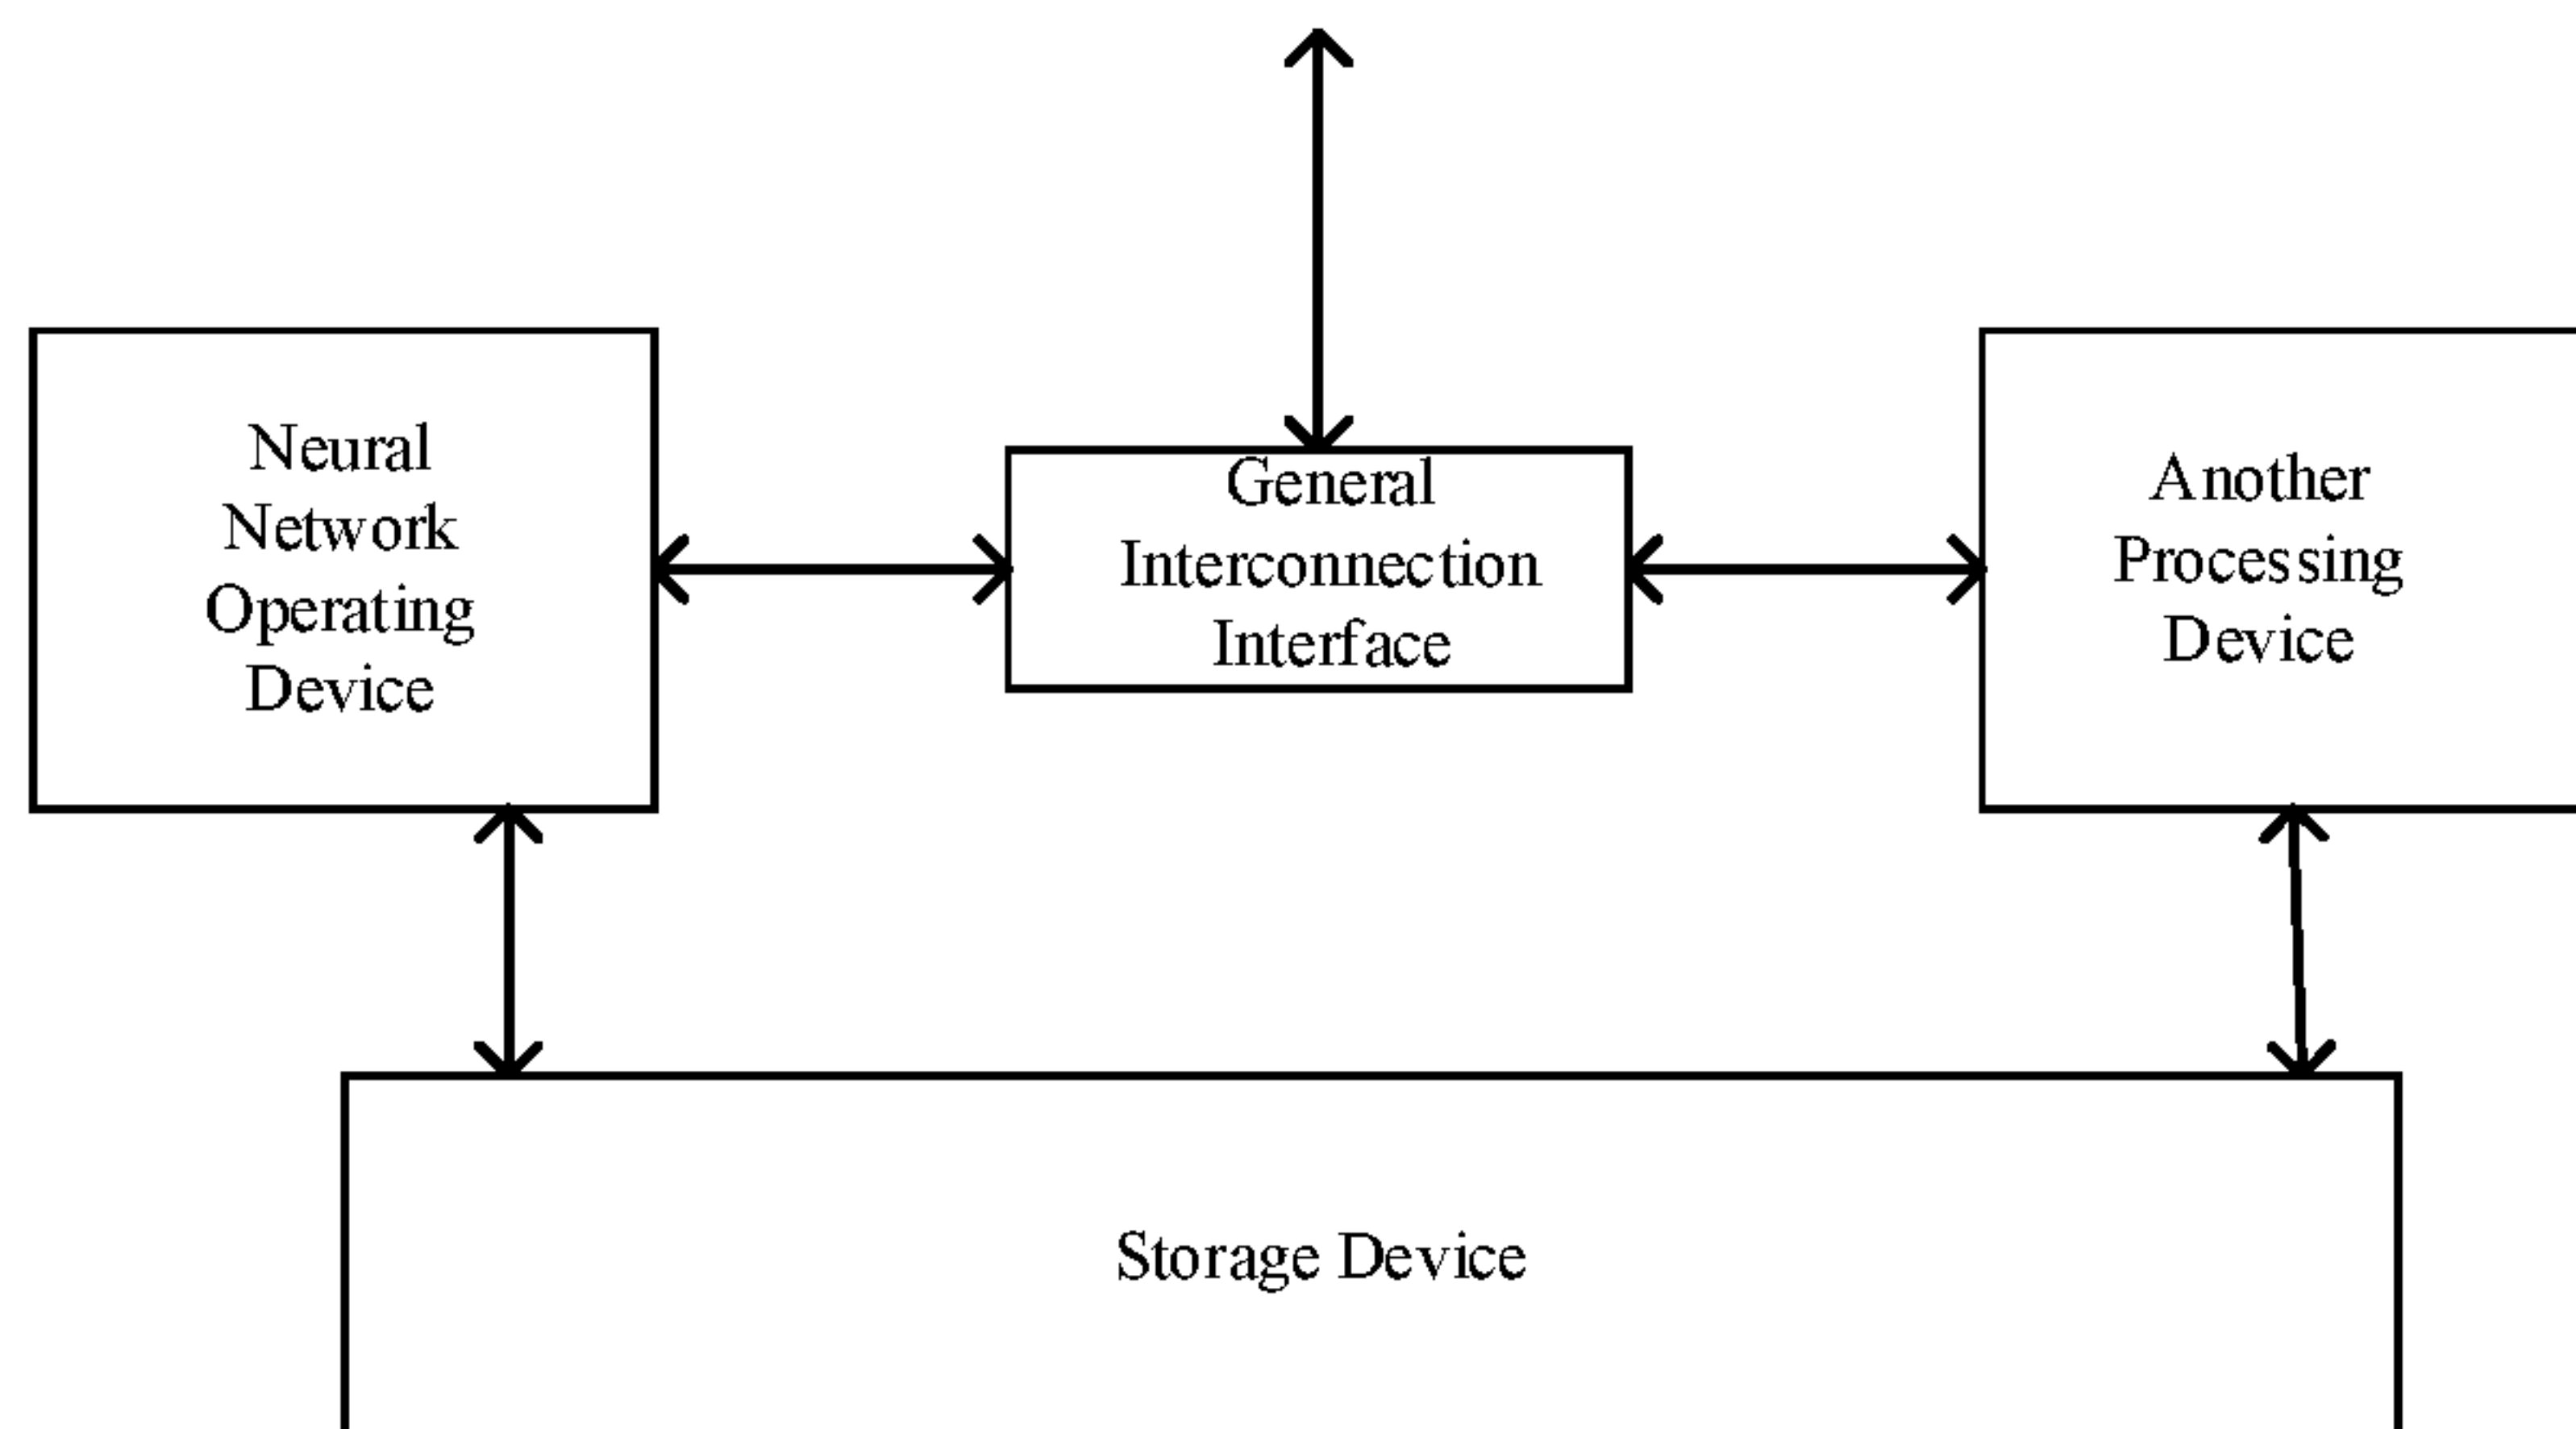 Neural
Network
Operating
Device
General
Interconnection
Interface
Another
Processing
Device
Storage Device